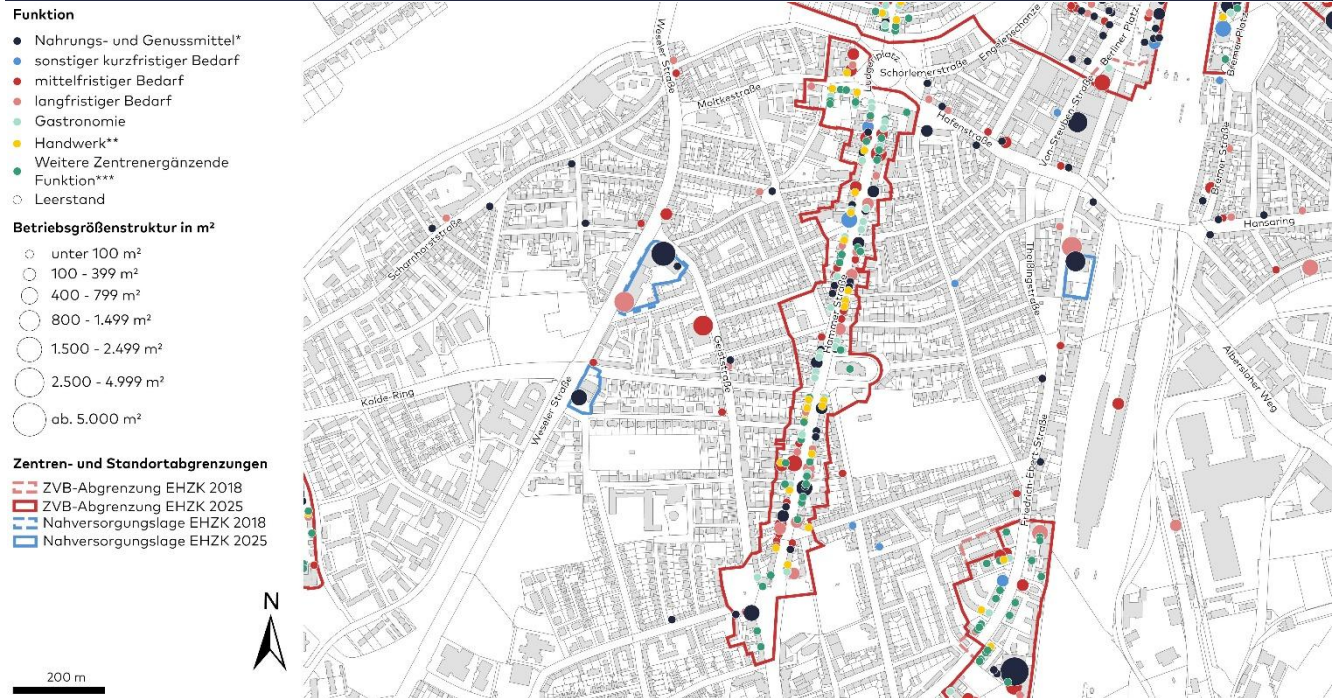 Funktion
Nahrungs- und Genussmittel*
sonstiger kurzfristiger Bedarf
mittelfristiger Bedarf
langfristiger Bedarf
Gastronomie
Handwerk**
Weitere Zentrenergänzende
Funktion***
Leerstand
Betriebsgrößenstruktur in m²
unter 100 m²
100 - 399 m²
400 - 799 m²
800 - 1.499 m²
1.500 - 2.499 m²
2.500 - 4.999 m²
ab. 5.000 m²
Zentren- und Standortabgrenzungen
ZVB-Abgrenzung EHZK 2018
ZVB-Abgrenzung EHZK 2025
Nahversorgungslage EHZK 2018
Nahversorgungslage EHZK 2025
N
200 m
Weseler Straße
Moltkestraße
Ludgeriplatz
Schorlemerstraße
Engelenschanze
Berliner Platz
Bremer Platz
Hafenstraße
Von-Steuben-Straße
Bremer Straße
Hansaring
Scharnhorststraße
Hammer Straße
Geiststraße
Kolde-Ring
Weseler Straße
Albersloher Weg
Friedrich-Ebert-Straße